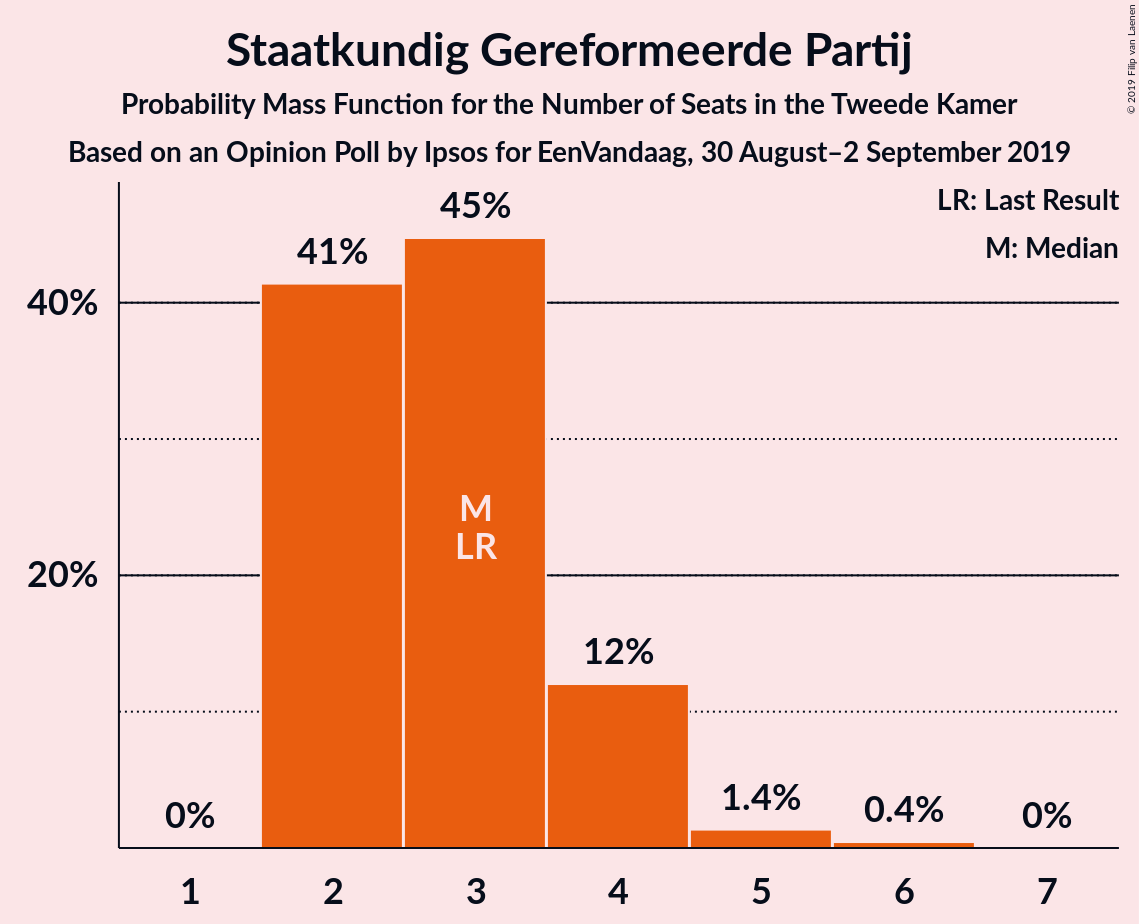 Staatkundig Gereformeerde Partij
Probability Mass Function for the Number of Seats in the Tweede Kamer
Based on an Opinion Poll by Ipsos for EenVandaag, 30 August–2 September 2019
© 2019 Filip van Laenen
LR: Last Result
M: Median
40%
20%
0%
41%
45%
M
LR
12%
1.4%
0.4%
0%
1 2 3 4 5 6 7